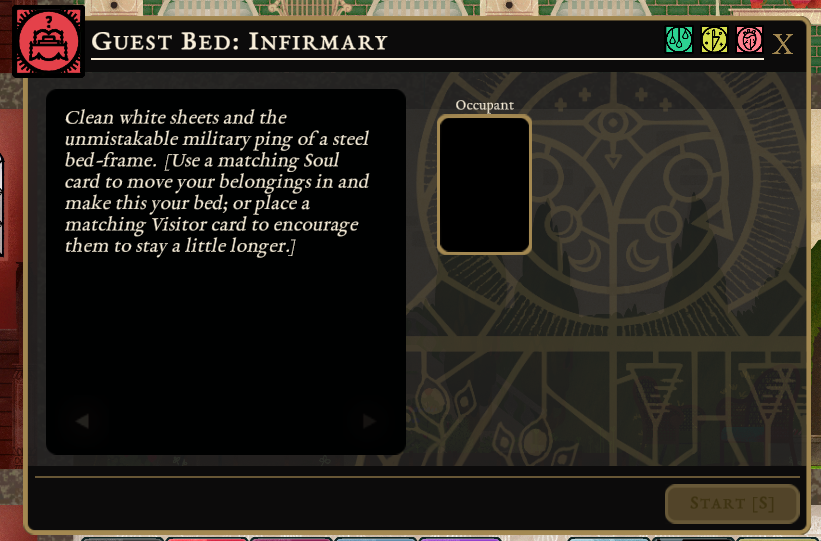 Guest Bed: Infirmary
X
Clean white sheets and the
unmistakable military ping of a steel
bed-frame. [Use a matching Soul
card to move your belongings in and
make this your bed; or place a
matching Visitor card to encourage
them to stay a little longer.]
Occupant
Start [S]